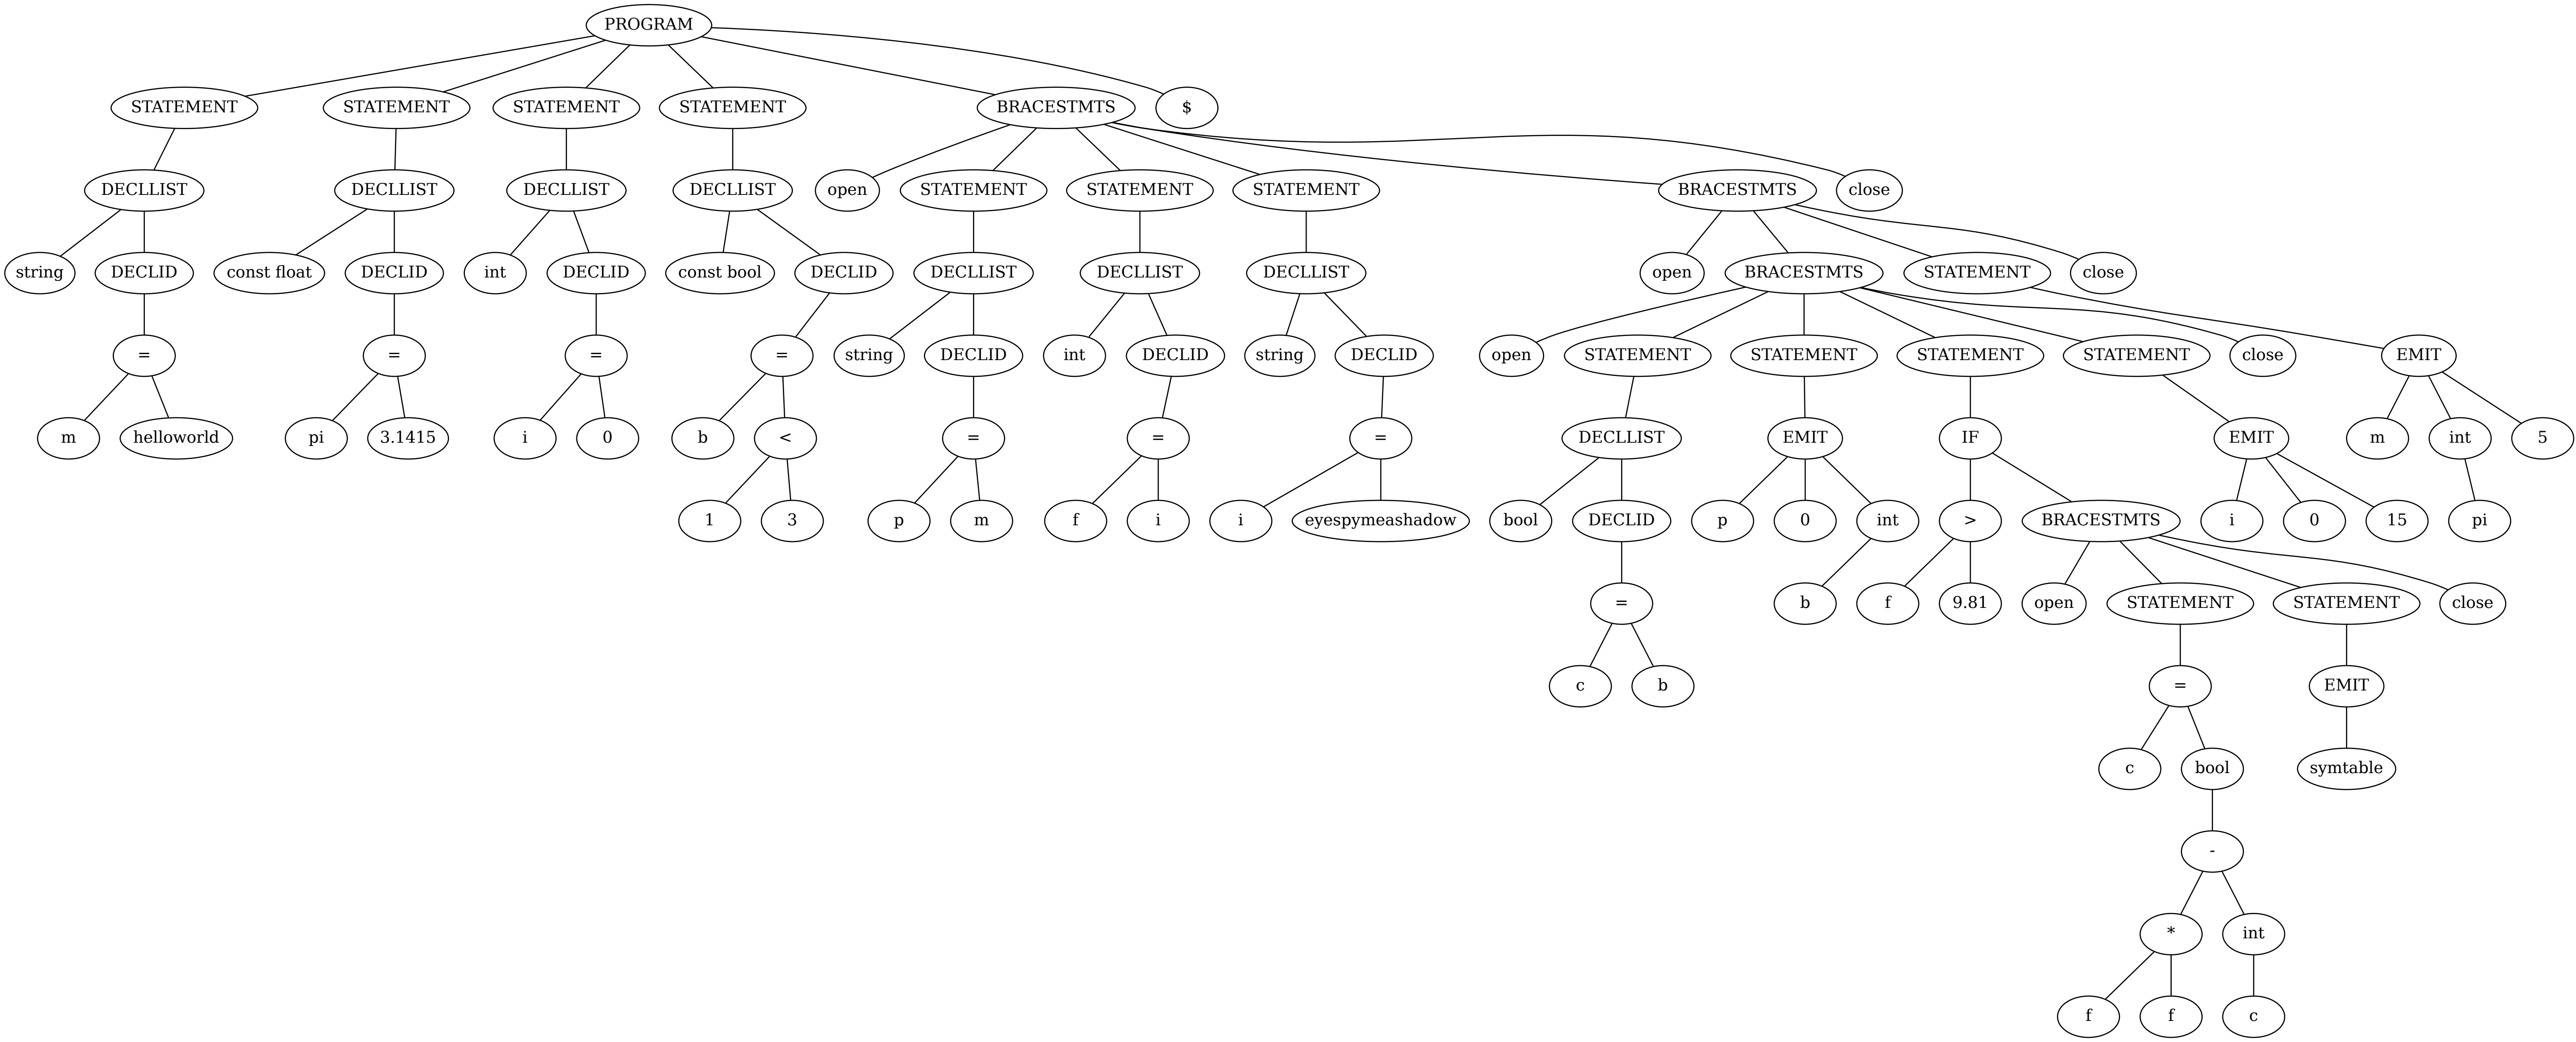 PROGRAM
STATEMENT STATEMENT STATEMENT STATEMENT BRACESTMTS $
DECLLIST DECLLIST DECLLIST DECLLIST open STATEMENT STATEMENT STATEMENT BRACESTMTS close
string DECLID const float DECLID int DECLID const bool DECLID DECLLIST DECLLIST DECLLIST open BRACESTMTS STATEMENT close
= = = = string DECLID int DECLID string DECLID open STATEMENT STATEMENT STATEMENT STATEMENT close EMIT
m helloworld pi 3.1415 i 0 b < = = = DECLLIST EMIT IF EMIT m int 5
1 3 p m f i i eyespymeashadow bool DECLID p 0 int > BRACESTMTS i 0 15 pi
= b f 9.81 open STATEMENT STATEMENT close
c b = EMIT
c bool symtable
-
* int
f f c